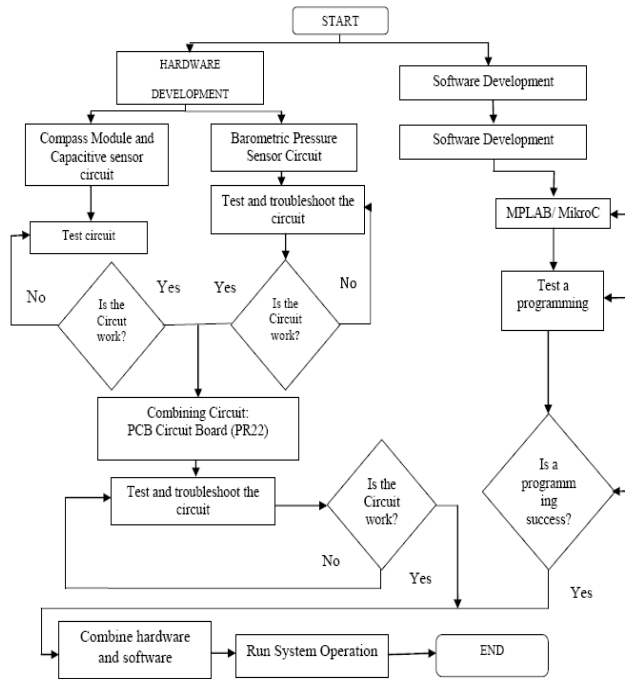 START
HARDWARE
DEVELOPMENT
Software Development
Compass Module and
Capacitive sensor
circuit
Barometric Pressure
Sensor Circuit
Software Development
Test circuit
Test and troubleshoot the
circuit
MPLAB/ MikroC
No
Is the
Circut
work?
Yes
Yes
Is the
Circuit
work?
No
Test a
programming
Combining Circuit:
PCB Circuit Board (PR22)
Test and troubleshoot the
circuit
Is the
Circuit
work?
No
Yes
Is a
programm
ing
success?
Yes
Combine hardware
and software
Run System Operation
END